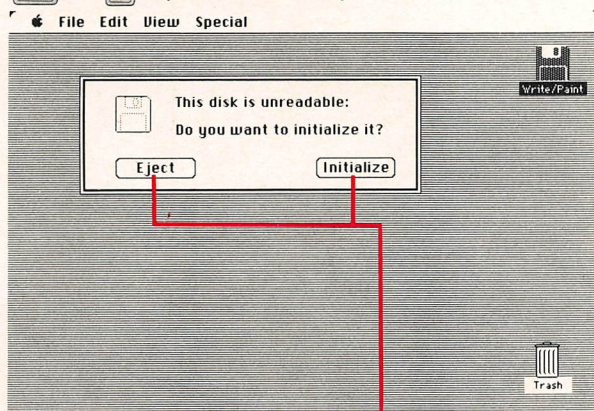 File Edit View Special
Write/Paint
This disk is unreadable:
Do you want to initialize it?
Eject Initialize
Trash